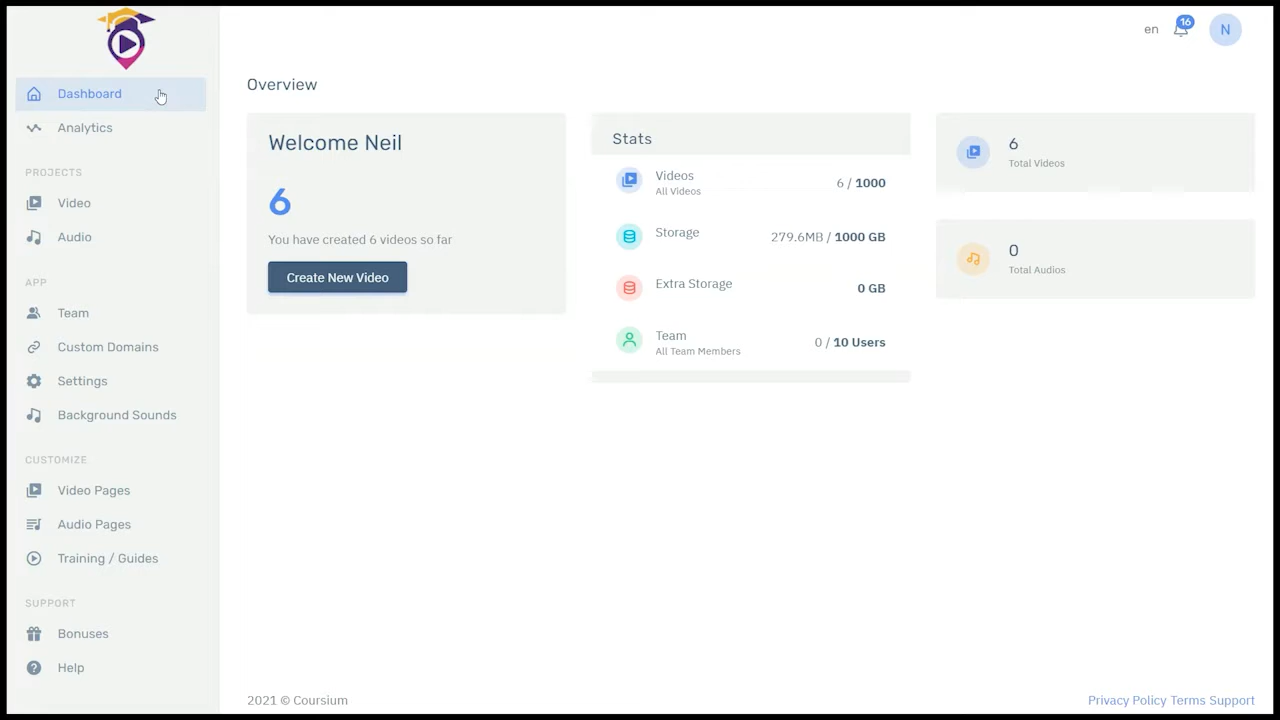 en
16
N
Dashboard
Analytics
PROJECTS
Video
Audio
APP
Team
Custom Domains
Settings
Background Sounds
CUSTOMIZE
Video Pages
Audio Pages
Training / Guides
SUPPORT
Bonuses
Help
Overview
Welcome Neil
6
You have created 6 videos so far
Create New Video
Stats
Videos
All Videos
6 / 1000
Storage
279.6MB / 1000 GB
Extra Storage
0 GB
Team
All Team Members
0 / 10 Users
6
Total Videos
0
Total Audios
2021 © Coursium
Privacy Policy Terms Support